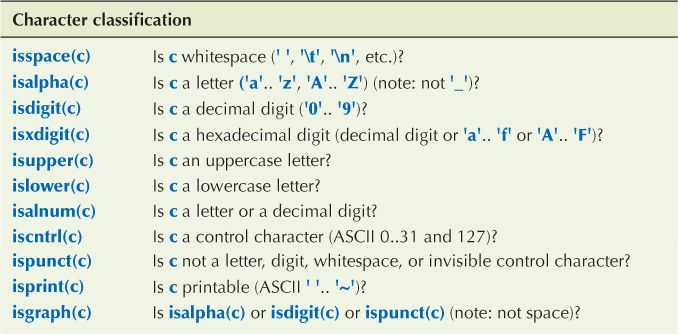 Character classification
isspace(c) Is c whitespace (' ', '\t', '\n', etc.)?
isalpha(c) Is c a letter ('a'.. 'z', 'A'.. 'Z') (note: not '_')?
isdigit(c) Is c a decimal digit ('0'.. '9')?
isxdigit(c) Is c a hexadecimal digit (decimal digit or 'a'.. 'f' or 'A'.. 'F')?
isupper(c) Is c an uppercase letter?
islower(c) Is c a lowercase letter?
isalnum(c) Is c a letter or a decimal digit?
iscntrl(c) Is c a control character (ASCII 0..31 and 127)?
ispunct(c) Is c not a letter, digit, whitespace, or invisible control character?
isprint(c) Is c printable (ASCII ' '.. '~')?
isgraph(c) Is isalpha(c) or isdigit(c) or ispunct(c) (note: not space)?